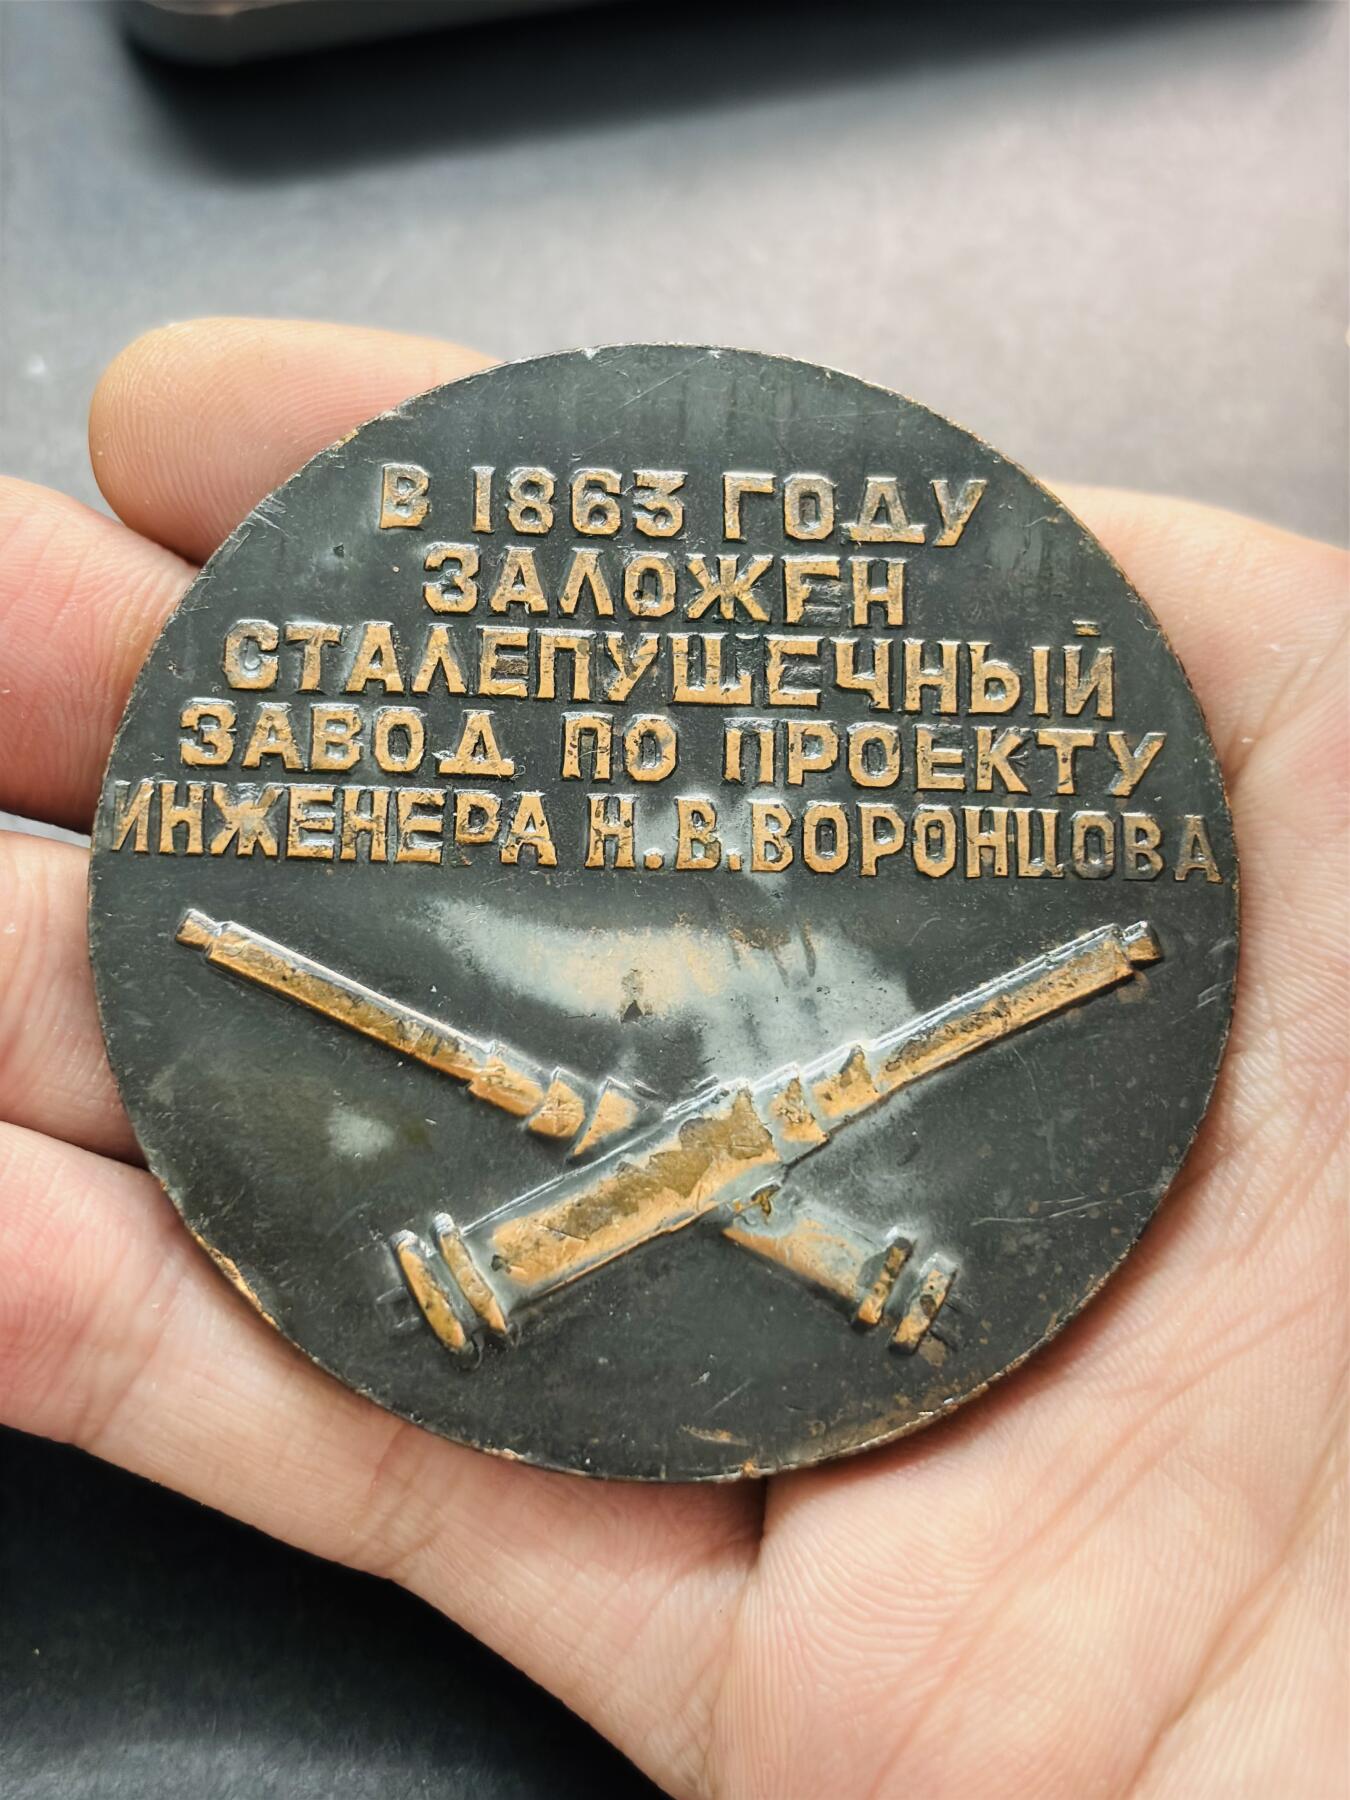 В 1863 ГОДУ
ЗАЛОЖЕН
СТАЛЕПУШЕЧНЫЙ
ЗАВОД ПО ПРОЕКТУ
ИНЖЕНЕРА Н.В.ВОРОНЦОВА